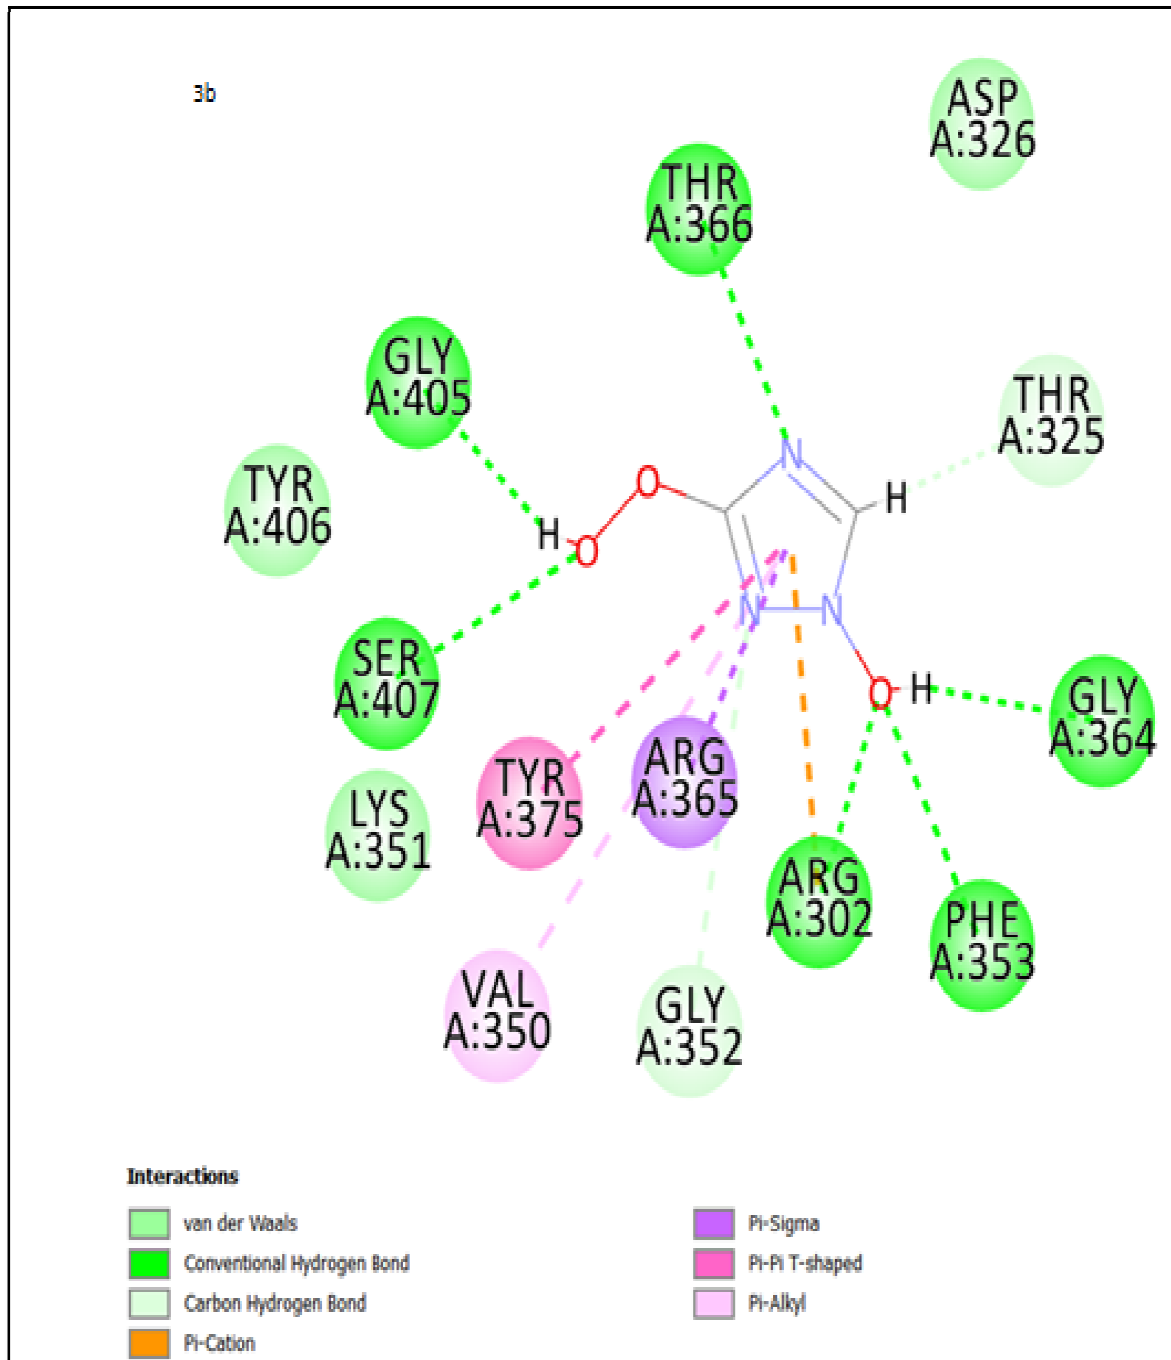 3b
ASP
A:326
THR
A:366
GLY
A:405
THR
A:325
TYR
A:406
N
H
O
H
O
N
N
SER
A:407
O
H
GLY
A:364
TYR
A:375
ARG
A:365
LYS
A:351
ARG
A:302
PHE
A:353
VAL
A:350
GLY
A:352
Interactions
van der Waals
Conventional Hydrogen Bond
Carbon Hydrogen Bond
Pi-Cation
Pi-Sigma
Pi-Pi T-shaped
Pi-Alkyl